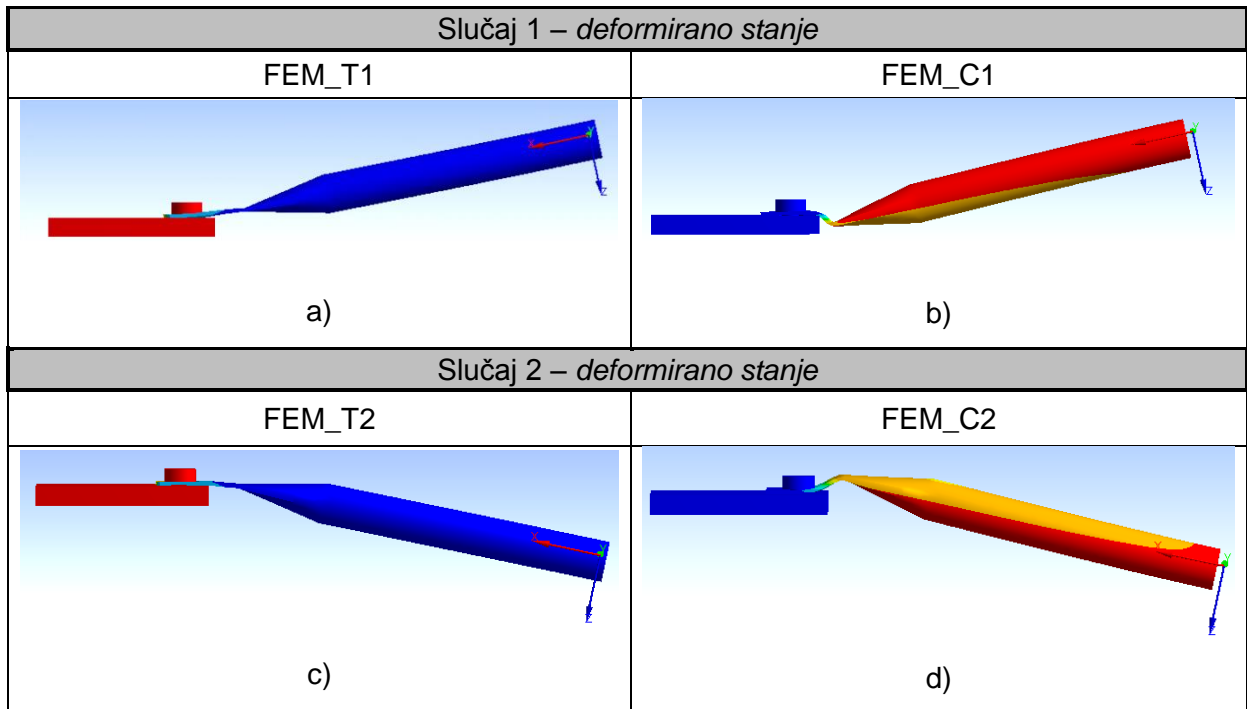 Slučaj 1 – deformirano stanje
FEM_T1 FEM_C1
X Y Z
Y Z
a) b)
Slučaj 2 – deformirano stanje
FEM_T2 FEM_C2
X Y Z
X Y Z
c) d)